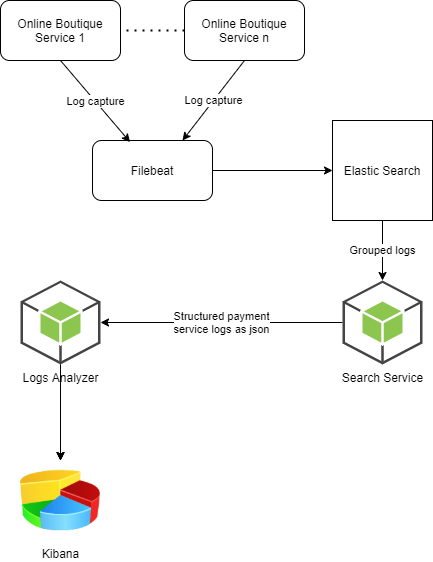 Online Boutique
Service 1
Online Boutique
Service n
Log capture
Log capture
Filebeat
Elastic Search
Grouped logs
Structured payment
service logs as json
Logs Analyzer
Search Service
Kibana